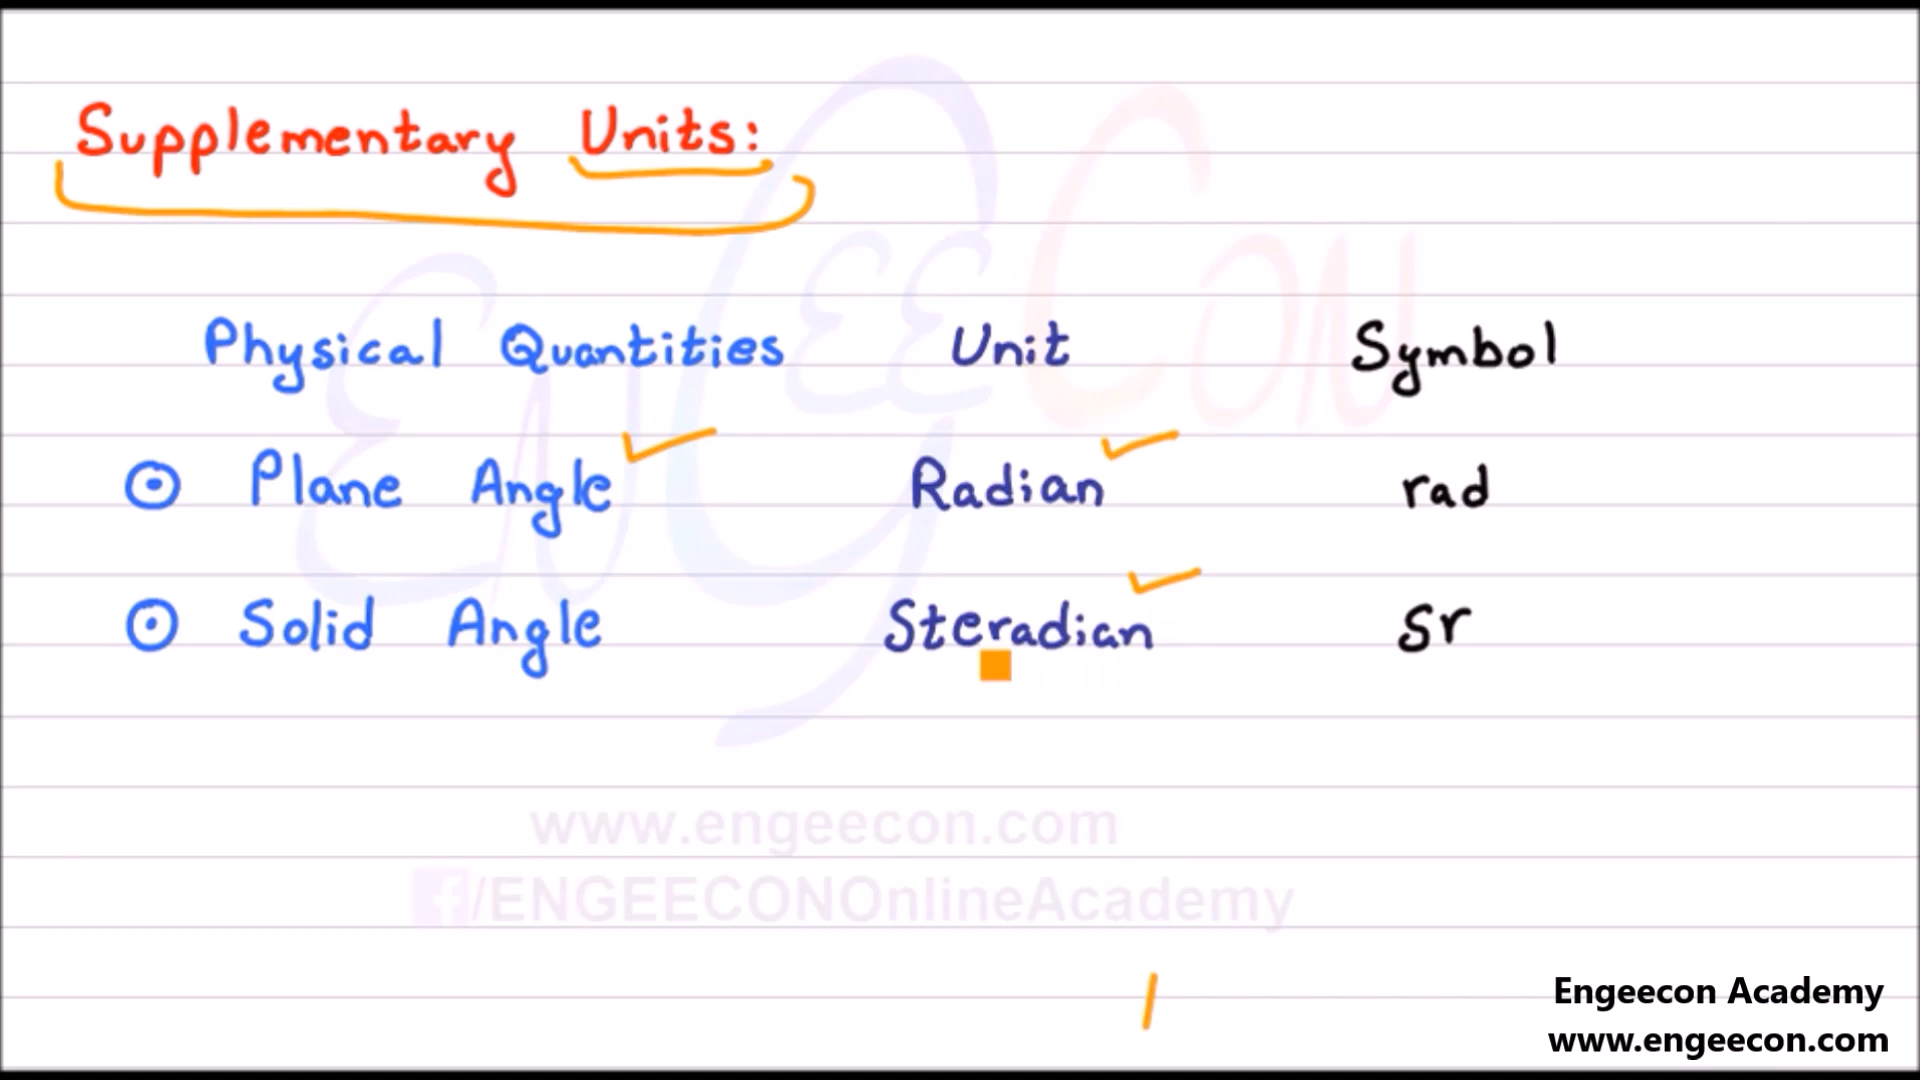 Supplementary Units:
Physical Quantities Unit Symbol
Plane Angle Radian rad
Solid Angle Steradian sr
ENGEECON
www.engeecon.com
f/ENGEECONOnlineAcademy
Engeecon Academy
www.engeecon.com